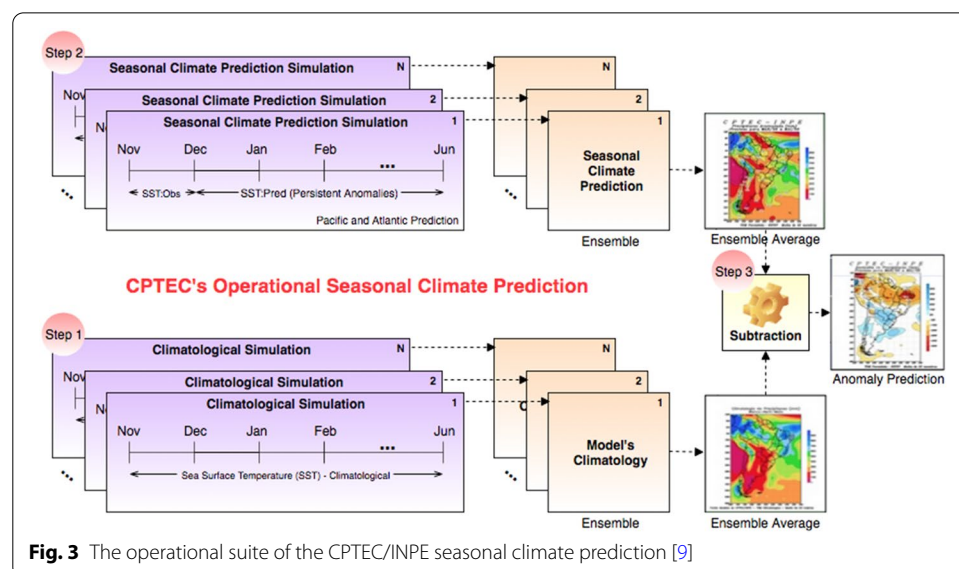 Step 2
Seasonal Climate Prediction Simulation
N
Nov
Seasonal Climate Prediction Simulation
2
Seasonal Climate Prediction Simulation
1
Nov Dec Jan Feb ... Jun
SST:Obs SST:Pred (Persistent Anomalies)
Pacific and Atlantic Prediction
...
N
2
1
Seasonal
Climate
Prediction
Ensemble
CPTEC-INPE
Ensemble Average
CPTEC's Operational Seasonal Climate Prediction
Step 3
Subtraction
CPTEC-INPE
Anomaly Prediction
Step 1
Climatological Simulation
N
Nov
Climatological Simulation
2
Climatological Simulation
1
Nov Dec Jan Feb ... Jun
Sea Surface Temperature (SST) - Climatological
...
N
2
1
Model's
Climatology
Ensemble
Ensemble Average
Fig. 3 The operational suite of the CPTEC/INPE seasonal climate prediction [9]